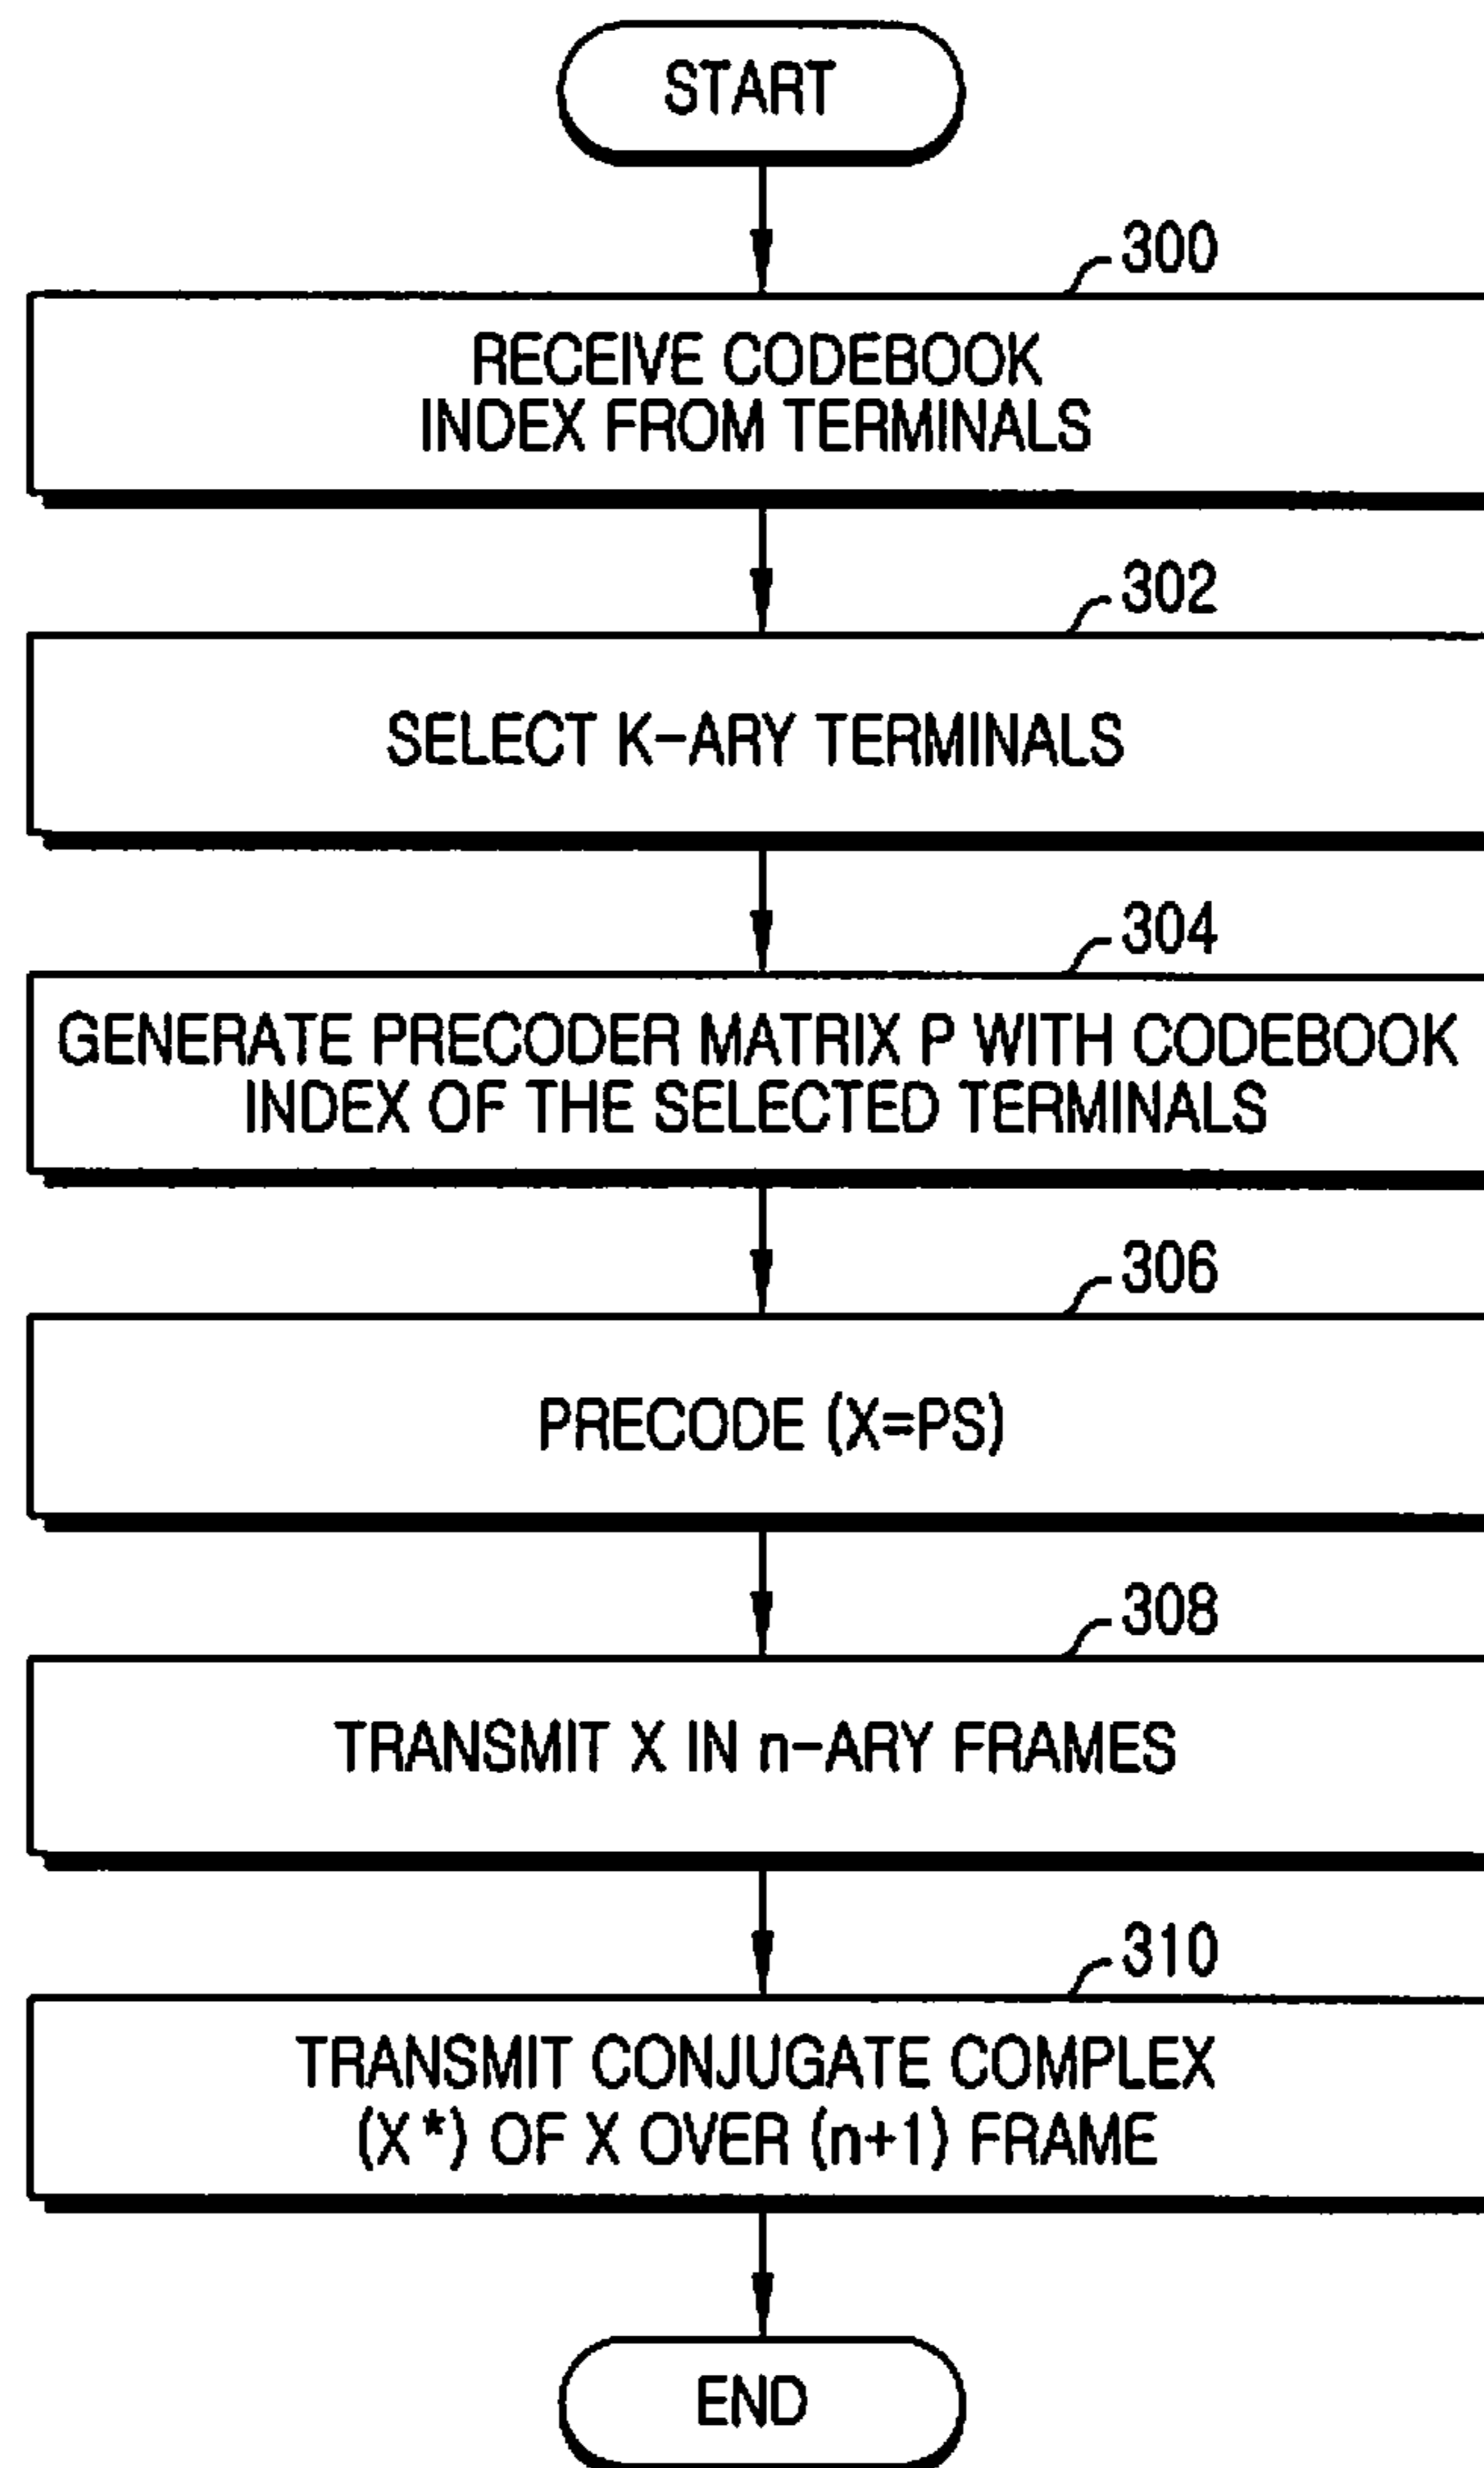 START
300
RECEIVE CODEBOOK
INDEX FROM TERMINALS
302
SELECT K-ARY TERMINALS
304
GENERATE PRECODER MATRIX P WITH CODEBOOK
INDEX OF THE SELECTED TERMINALS
306
PRECODE (X=PS)
308
TRANSMIT X IN n-ARY FRAMES
310
TRANSMIT CONJUGATE COMPLEX
(X*) OF X OVER (n+1) FRAME
END